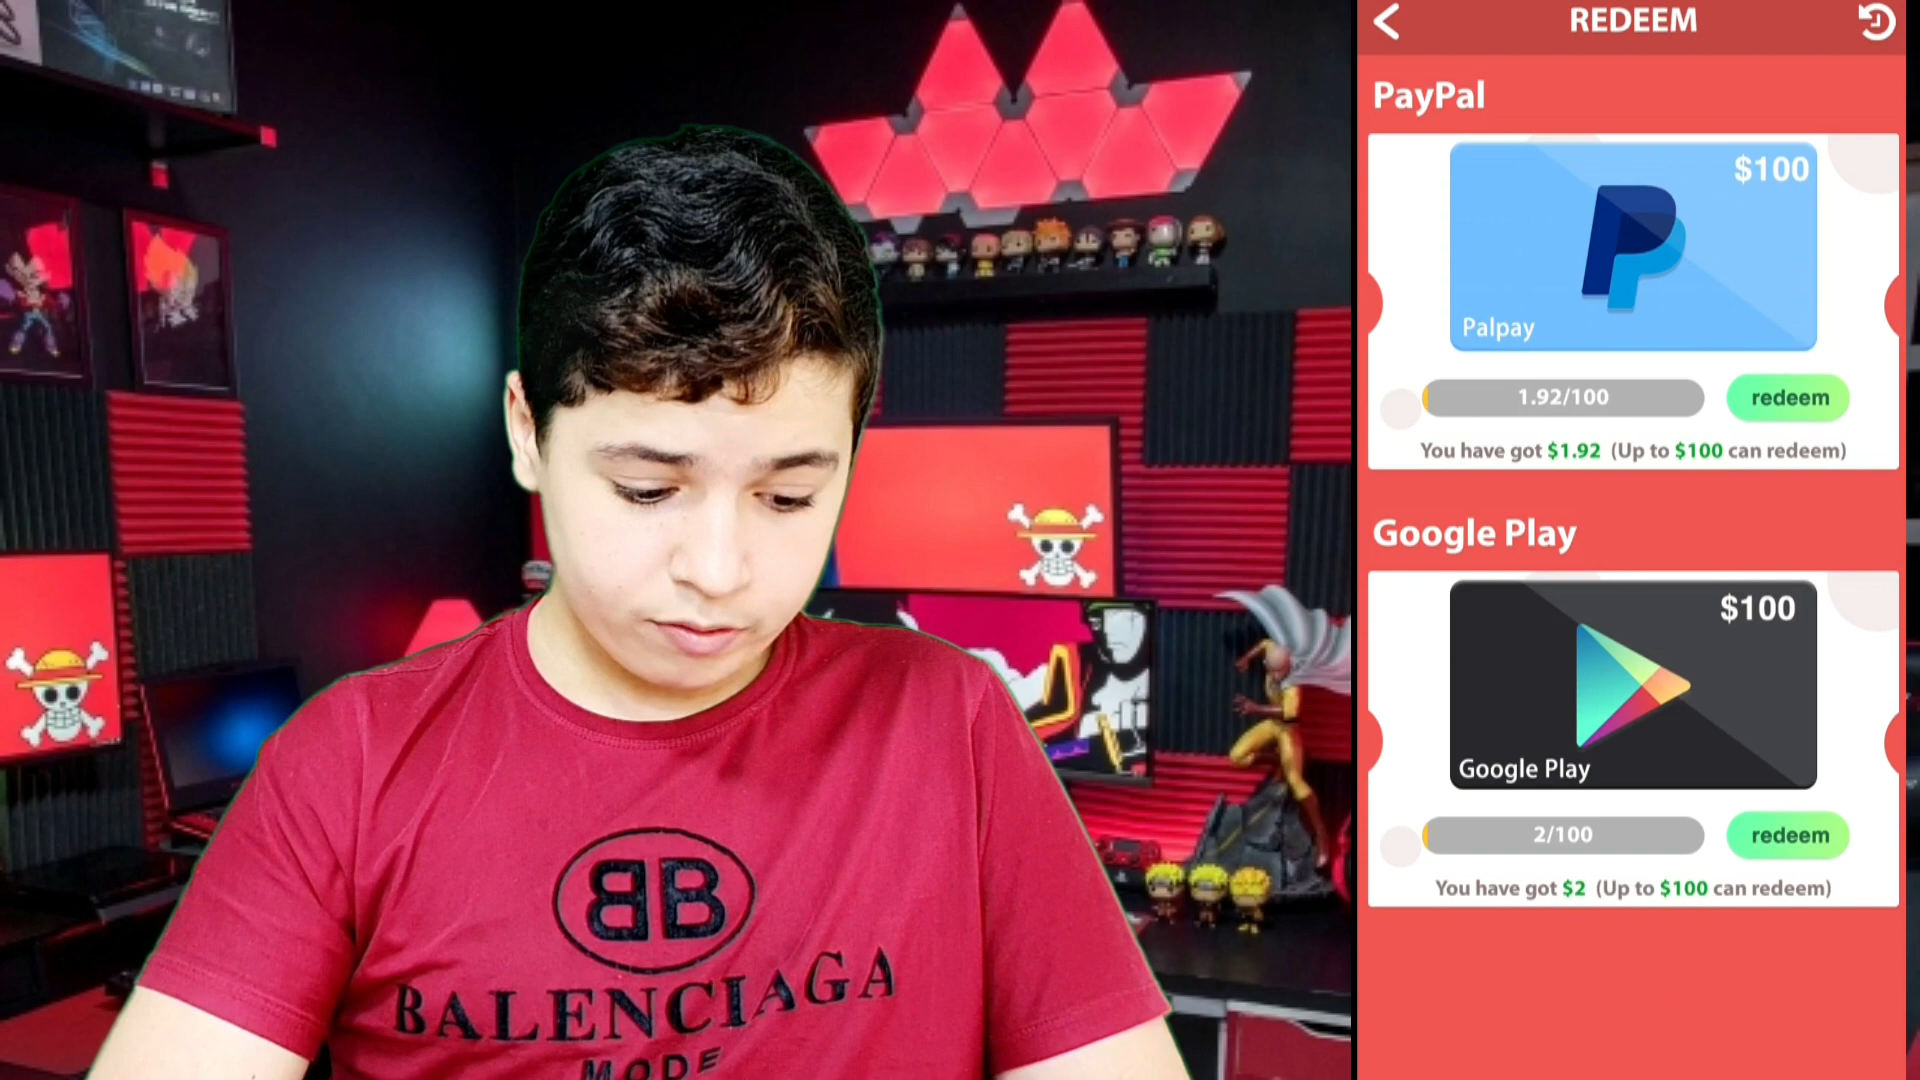 BB
BALENCIAGA
MODE
REDEEM
PayPal
$100
Palpay
1.92/100
redeem
You have got $1.92 (Up to $100 can redeem)
Google Play
$100
Google Play
2/100
redeem
You have got $2 (Up to $100 can redeem)